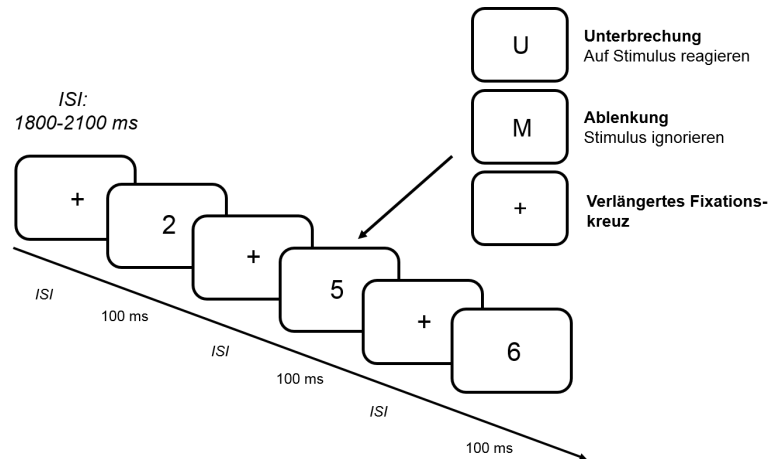 U
Unterbrechung
Auf Stimulus reagieren
M
Ablenkung
Stimulus ignorieren
+
Verlängertes Fixations-
kreuz
ISI:
1800-2100 ms
+
2
+
5
+
6
ISI
100 ms
ISI
100 ms
ISI
100 ms